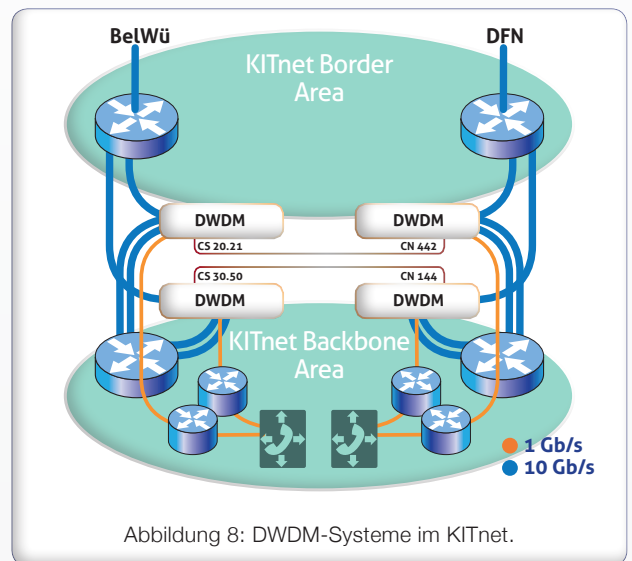 BelWü
DFN
KITnet Border
Area
DWDM
DWDM
CS 20.21
CN 442
CS 30.50
CN 144
DWDM
DWDM
KITnet Backbone
Area
1 Gb/s
10 Gb/s
Abbildung 8: DWDM-Systeme im KITnet.